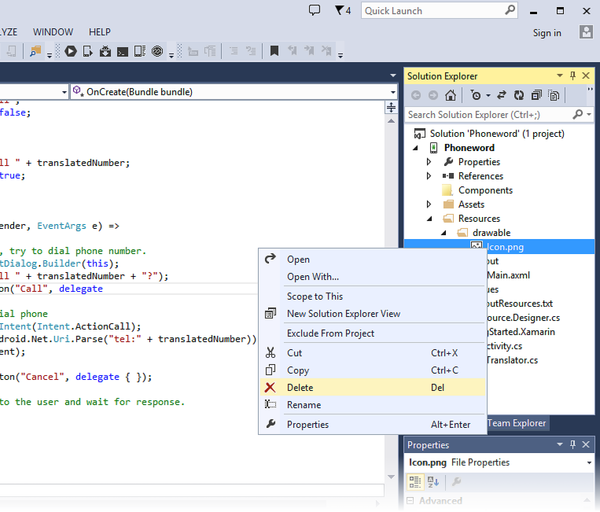 4
Quick Launch
LYZE
WINDOW
HELP
Sign in
OnCreate(Bundle bundle)
Solution Explorer
Search Solution Explorer (Ctrl+;)
Solution 'Phoneword' (1 project)
Phoneword
Properties
References
Components
Assets
Resources
drawable
Icon.png
out
Main.axml
ues
outResources.txt
ource.Designer.cs
gStarted.Xamarin
ctivity.cs
Translator.cs
ll";
false;
ll " + translatedNumber;
true;
ender, EventArgs e) =>
, try to dial phone number.
tDialog.Builder(this);
ll " + translatedNumber + "?");
on("Call", delegate
ial phone
Intent(Intent.ActionCall);
droid.Net.Uri.Parse("tel:" + translatedNumber))
ent);
ton("Cancel", delegate { });
to the user and wait for response.
Open
Open With...
Scope to This
New Solution Explorer View
Exclude From Project
Cut Ctrl+X
Copy Ctrl+C
Delete Del
Rename
Properties Alt+Enter
Team Explorer
Properties
Icon.png File Properties
Advanced